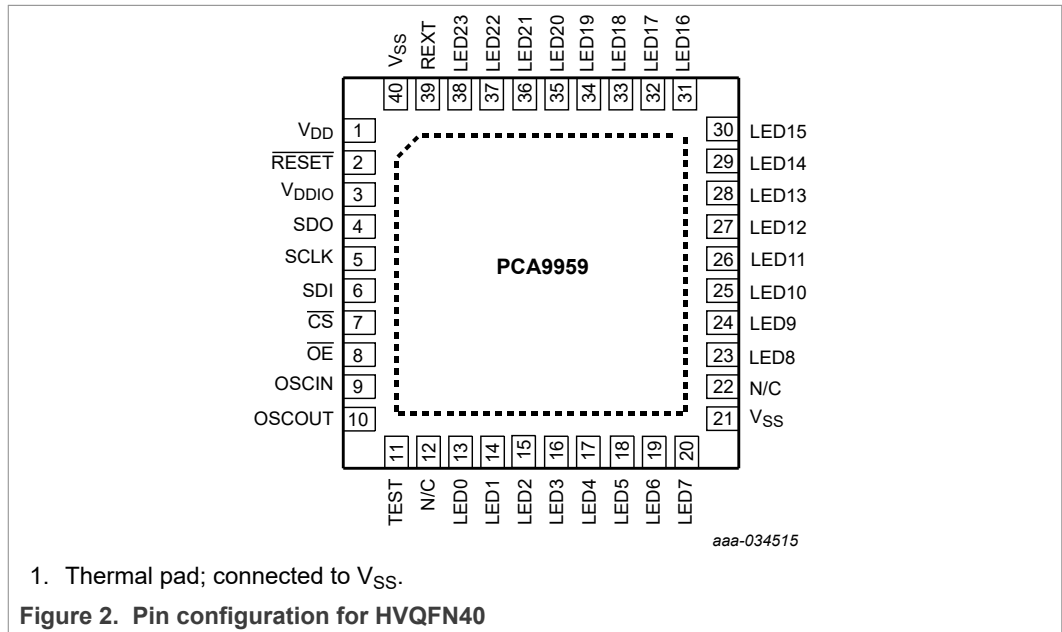 VSS REXT LED23 LED22 LED21 LED20 LED19 LED18 LED17 LED16
40 39 38 37 36 35 34 33 32 31
VDD 1
RESET 2
VDDIO 3
SDO 4
SCLK 5
SDI 6
CS 7
OE 8
OSCIN 9
OSCOUT 10
PCA9959
30 LED15
29 LED14
28 LED13
27 LED12
26 LED11
25 LED10
24 LED9
23 LED8
22 N/C
21 VSS
11 12 13 14 15 16 17 18 19 20
TEST N/C LED0 LED1 LED2 LED3 LED4 LED5 LED6 LED7
aaa-034515
1. Thermal pad; connected to VSS.
Figure 2. Pin configuration for HVQFN40